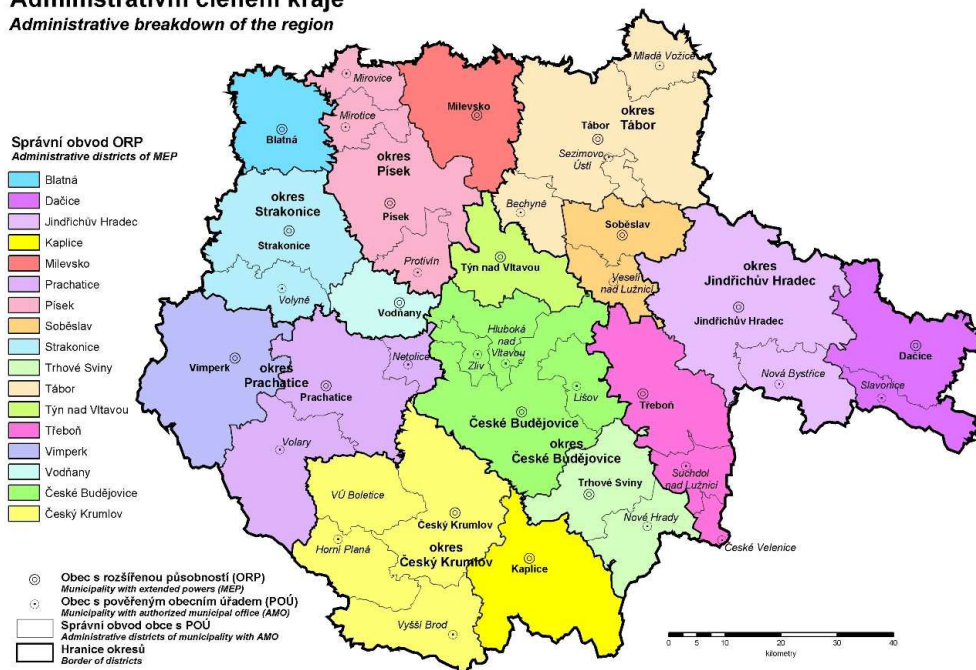 Administrativní členění kraje
Administrative breakdown of the region
Mladá Vožice
Mirovice
Milevsko
okres
Tábor
Mirotice
Blatná
Tábor
Sezimovo
Ústí
okres
Písek
Písek
Bechyně
okres
Strakonice
Strakonice
Soběslav
Protivín
Týn nad Vltavou
Veselí
nad Lužnicí
okres
Jindřichův Hradec
Jindřichův Hradec
Volyně
Vodňany
Hluboká
nad
Vltavou
Zliv
Netolice
Vimperk
okres
Prachatice
Prachatice
Dačice
Nová Bystřice
Slavonice
Lišov
Třeboň
České Budějovice
okres
České Budějovice
Volary
Suchdol
nad Lužnicí
Trhové Sviny
VÚ Boletice
Nové Hrady
Český Krumlov
České Velenice
Horní Planá
okres
Český Krumlov
Kaplice
Vyšší Brod
Správní obvod ORP
Administrative districts of MEP
Blatná
Dačice
Jindřichův Hradec
Kaplice
Milevsko
Prachatice
Písek
Soběslav
Strakonice
Trhové Sviny
Tábor
Týn nad Vltavou
Třeboň
Vimperk
Vodňany
České Budějovice
Český Krumlov
Obec s rozšířenou působností (ORP)
Municipality with extended powers (MEP)
Obec s pověřeným obecním úřadem (POÚ)
Municipality with authorized municipal office (AMO)
Správní obvod obce s POÚ
Administrative districts of municipality with AMO
Hranice okresů
Border of districts
0 5 10 20 30 40
kilometry